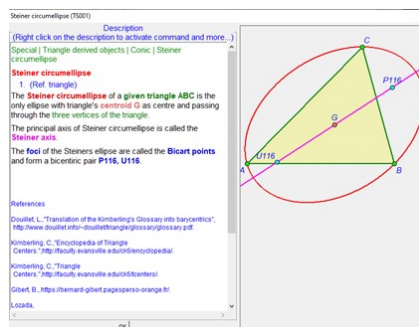 Steiner circumellipse (TS001)
Description
(Right click on the description to activate command and more...)
Special | Triangle derived objects | Conic | Steiner
circumellipse
Steiner circumellipse
1. (Ref. triangle)
The Steiner circumellipse of a given triangle ABC is the
only ellipse with triangle's centroid G as centre and passing
through the three vertices of the triangle.
The principal axis of Steiner circumellipse is called the
Steiner axis.
The foci of the Steiners ellipse are called the Bicart points
and form a bicentric pair P116, U116.
References
Douillet, L.,"Translation of the Kimberling's Glossary into barycentrics",
http://www.douillet.info/~douillet/triangle/glossary/glossary.pdf.
Kimberling, C.,"Encyclopedia of Triangle
Centers.",http://faculty.evansville.edu/ck6/encyclopedia/.
Kimberling, C.,"Triangle
Centers.",http://faculty.evansville.edu/ck6/tcenters/.
Gibert, B., https://bernard-gibert.pagesperso-orange.fr/.
Lozada,
C
P116
G
U116
A
B